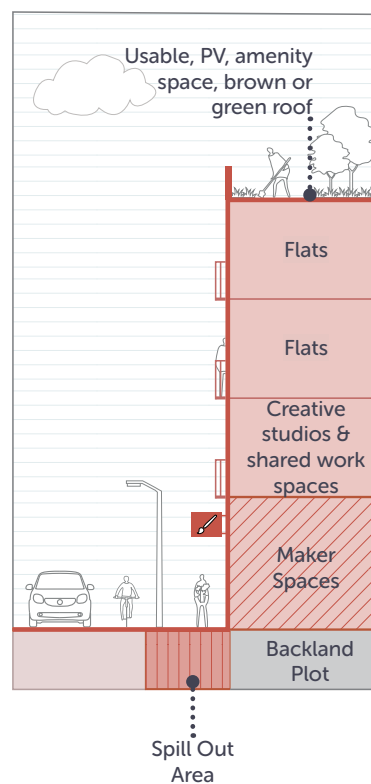 Usable, PV, amenity
space, brown or
green roof
Flats
Flats
Creative
studios &
shared work
spaces
Maker
Spaces
Backland
Plot
Spill Out
Area